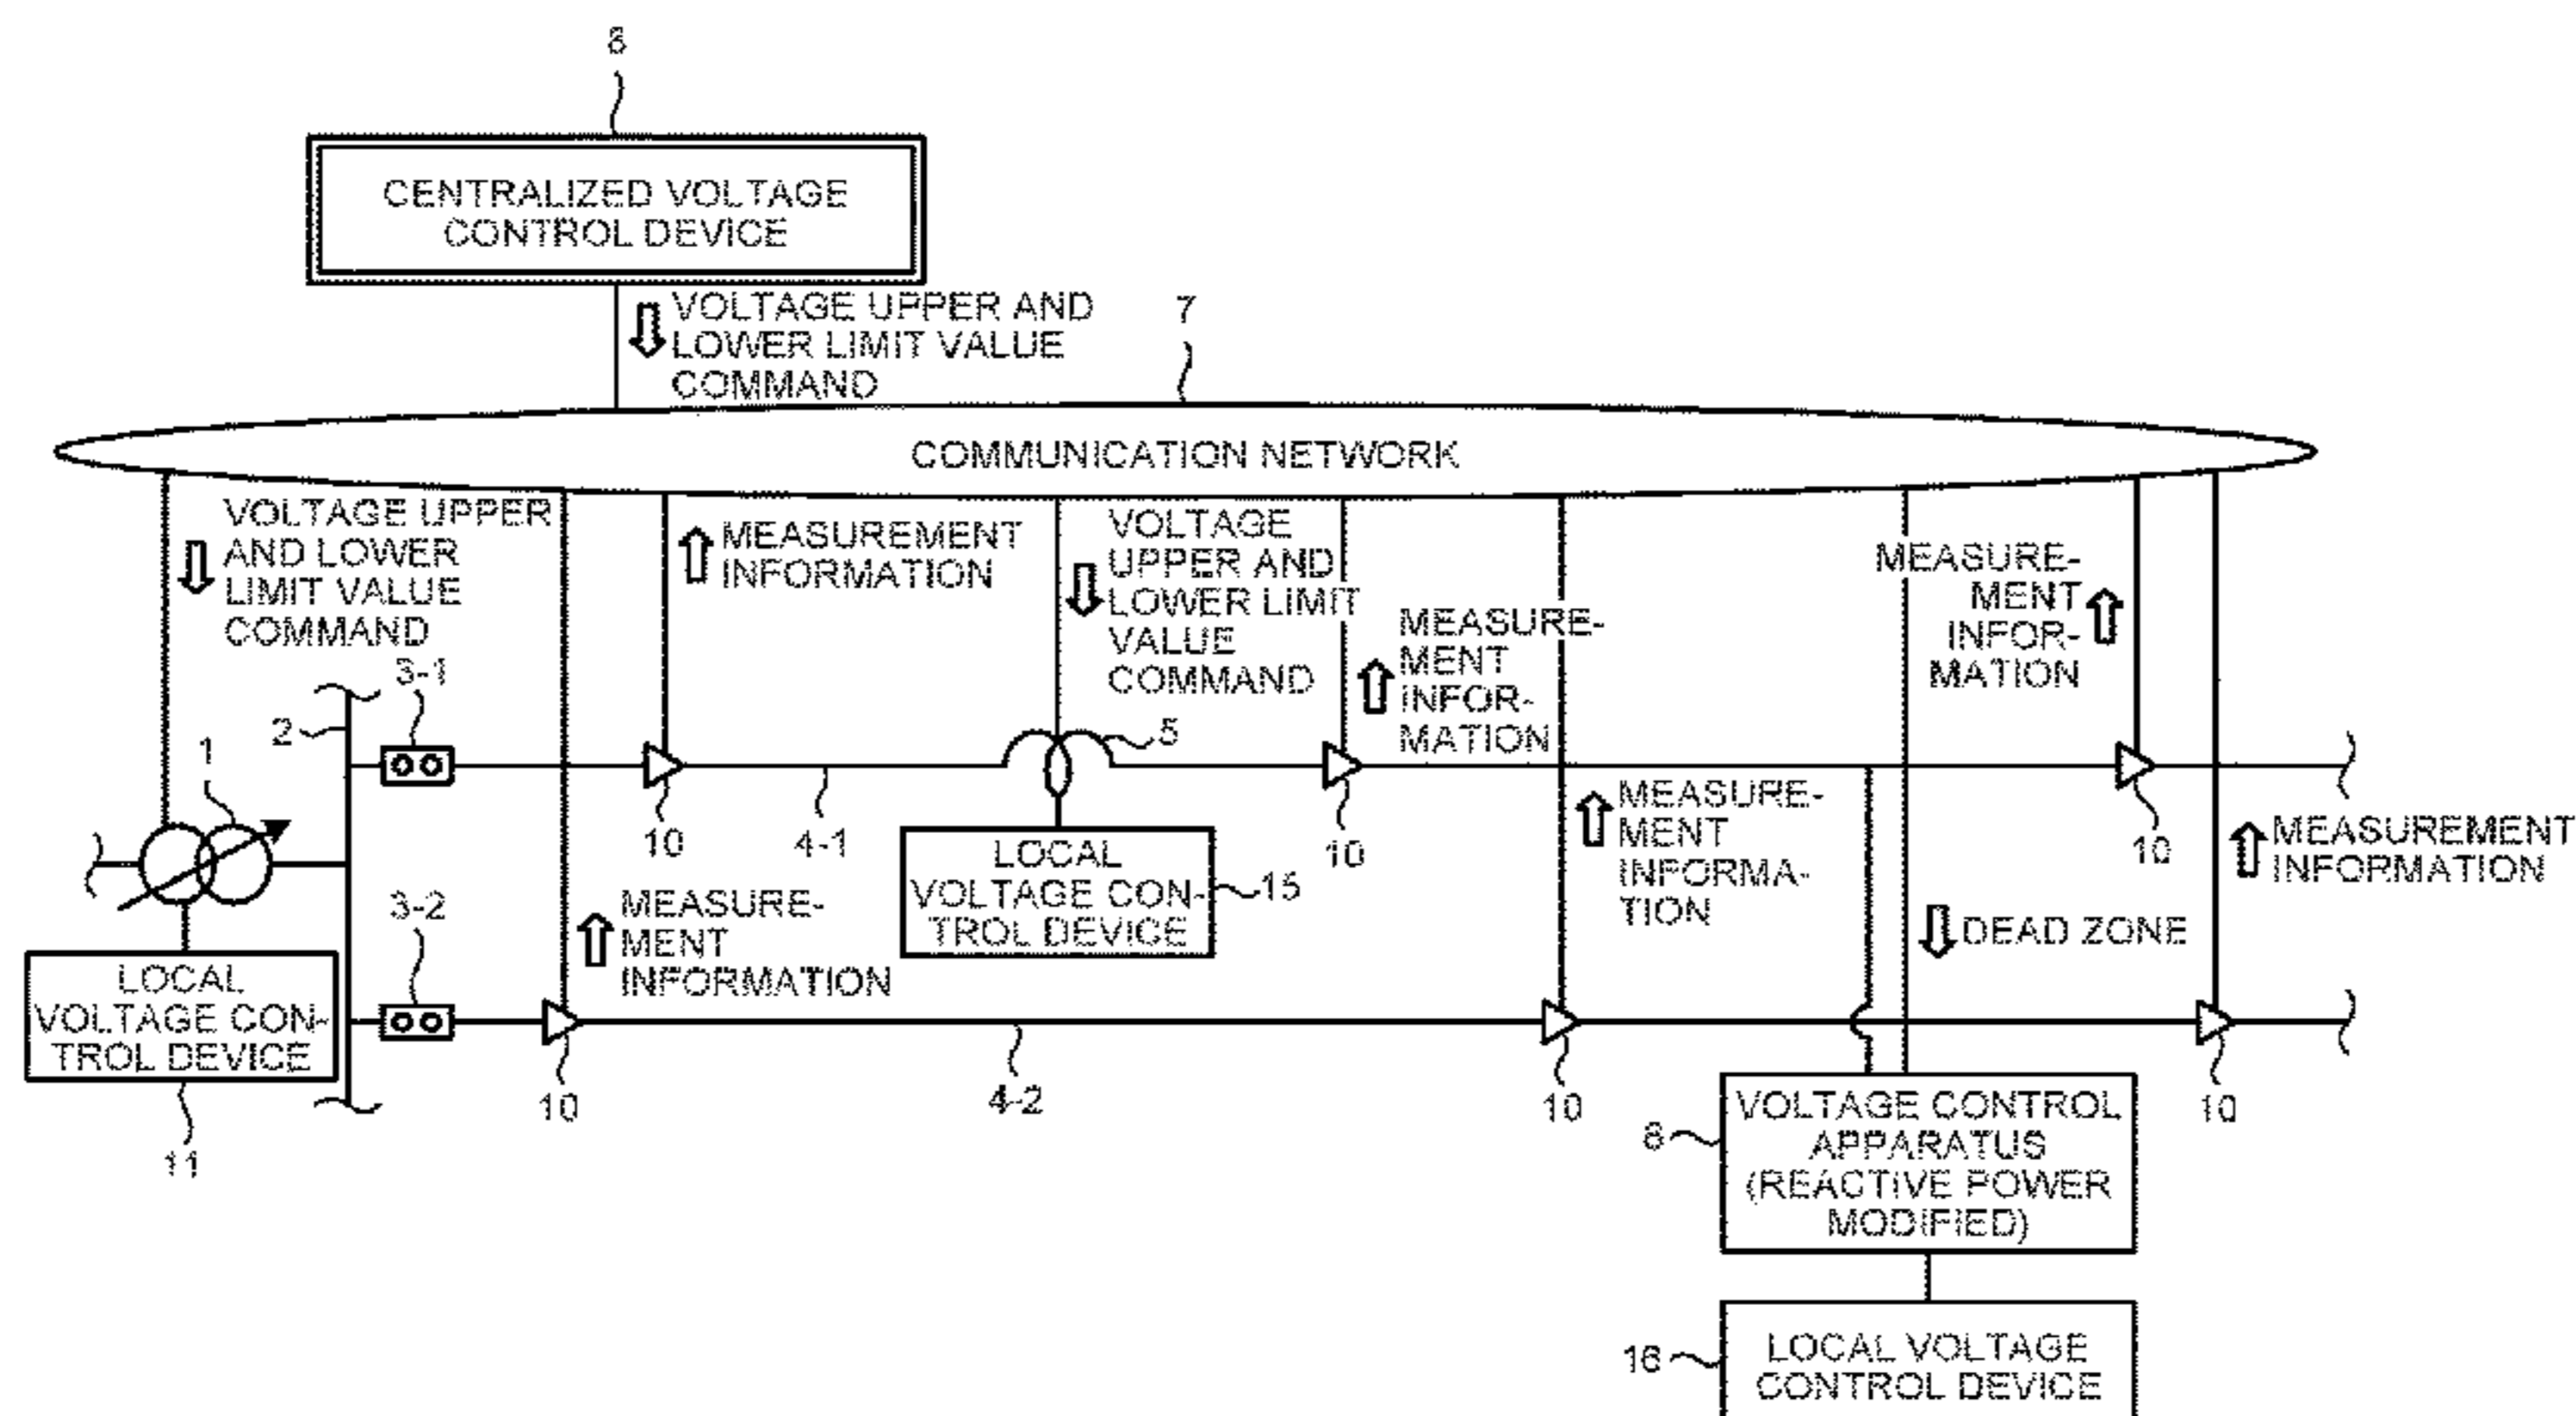 8
CENTRALIZED VOLTAGE
CONTROL DEVICE
VOLTAGE UPPER AND
LOWER LIMIT VALUE
COMMAND
7
COMMUNICATION NETWORK
VOLTAGE UPPER
AND LOWER
LIMIT VALUE
COMMAND
MEASUREMENT
INFORMATION
VOLTAGE
UPPER AND
LOWER LIMIT
VALUE
COMMAND
MEASURE-
MENT
INFOR-
MATION
MEASURE-
MENT
INFOR-
MATION
3-1
2
1
5
10
4-1
10
10
LOCAL
VOLTAGE CON-
TROL DEVICE
15
MEASURE-
MENT
INFORMA-
TION
MEASUREMENT
INFORMATION
3-2
MEASURE-
MENT
INFORMATION
DEAD ZONE
LOCAL
VOLTAGE CON-
TROL DEVICE
11
10
4-2
10
10
VOLTAGE CONTROL
APPARATUS
(REACTIVE POWER
MODIFIED)
8
LOCAL VOLTAGE
CONTROL DEVICE
16